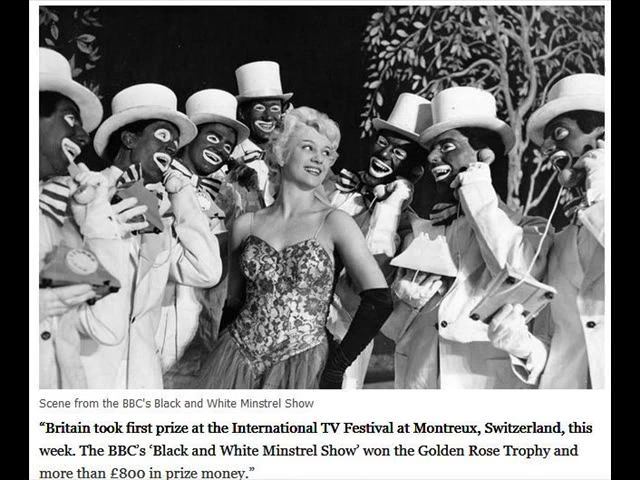 Scene from the BBC's Black and White Minstrel Show
“Britain took first prize at the International TV Festival at Montreux, Switzerland, this
week. The BBC’s ‘Black and White Minstrel Show’ won the Golden Rose Trophy and
more than £800 in prize money.”